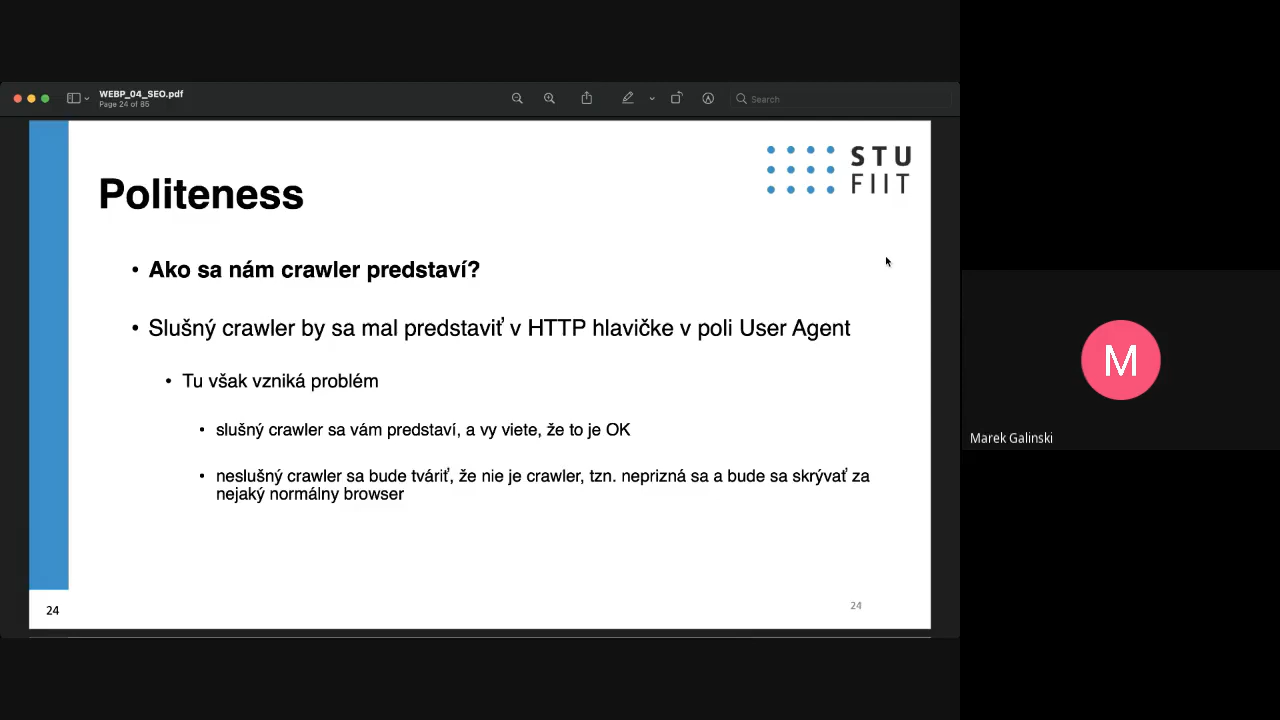 WEBP_04_SEO.pdf
Page 24 of 85
Search
STU
FIIT
Politeness
• Ako sa nám crawler predstaví?
• Slušný crawler by sa mal predstaviť v HTTP hlavičke v poli User Agent
• Tu však vzniká problém
• slušný crawler sa vám predstaví, a vy viete, že to je OK
• neslušný crawler sa bude tváriť, že nie je crawler, tzn. neprizná sa a bude sa skrývať za
nejaký normálny browser
24
24
M
Marek Galinski